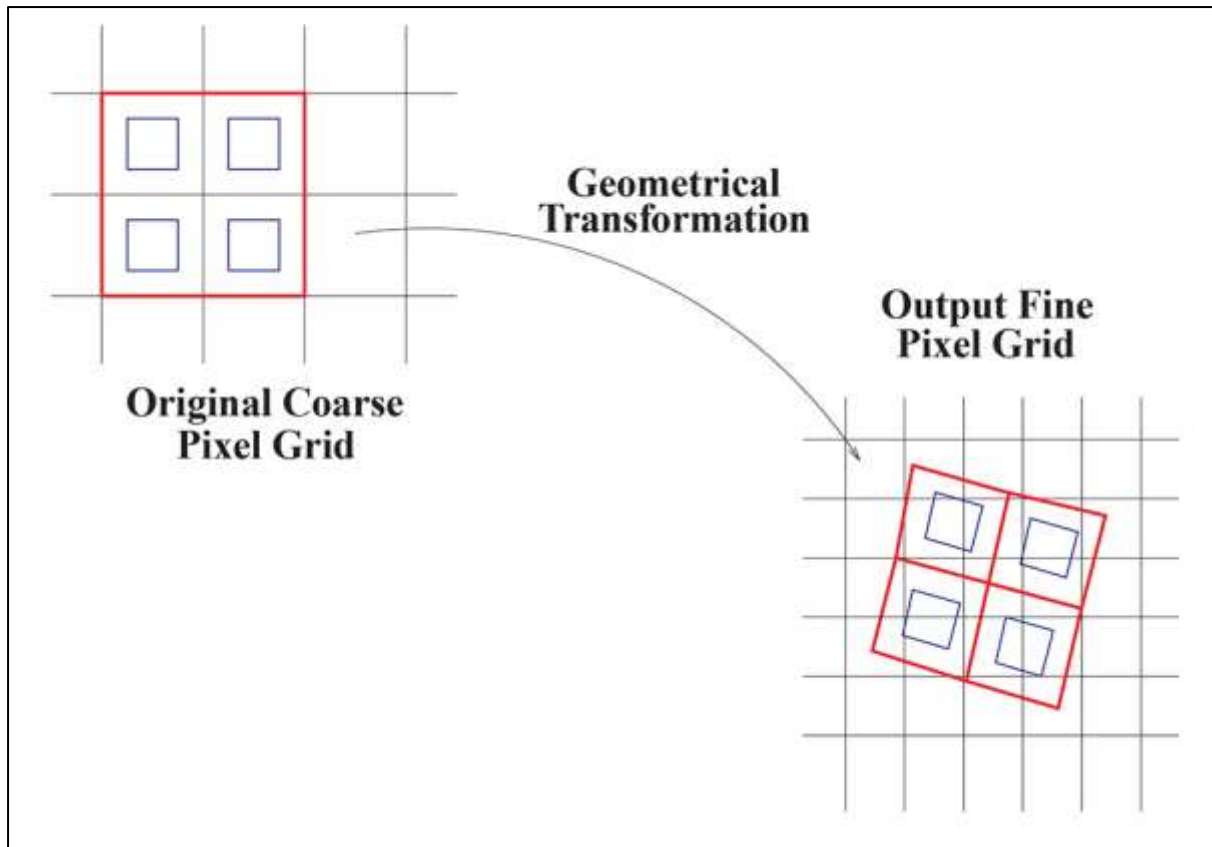 Geometrical
Transformation
Output Fine
Pixel Grid
Original Coarse
Pixel Grid